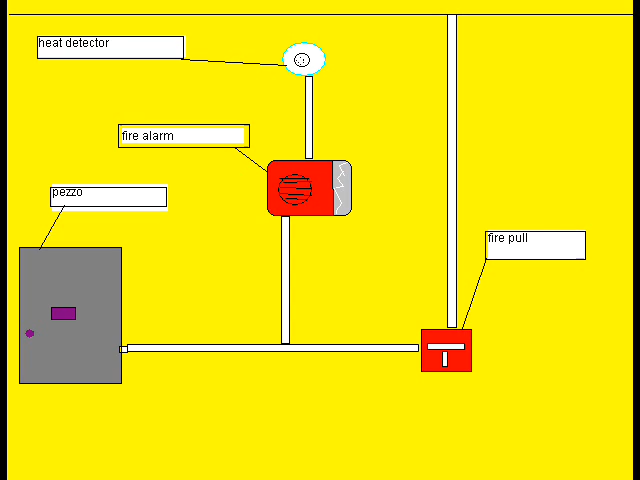 heat detector
fire alarm
pezzo
fire pull